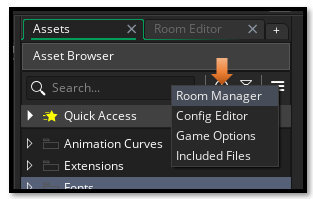 Assets
Room Editor
Asset Browser
Search...
Room Manager
Quick Access
Config Editor
Animation Curves
Game Options
Extensions
Included Files
Fonts